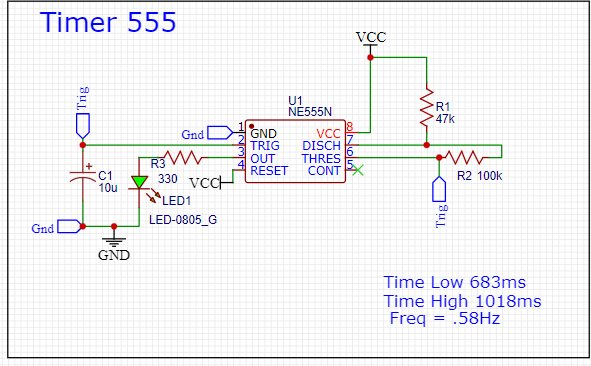 Timer 555
VCC
Trig
U1
NE555N
R1
47k
Gnd
1
GND
VCC
8
2
TRIG
DISCH
7
3
OUT
THRES
6
4
RESET
CONT
5
R3
330
VCC
C1
10u
LED1
LED-0805_G
R2 100k
Trig
Gnd
GND
Time Low 683ms
Time High 1018ms
Freq = .58Hz